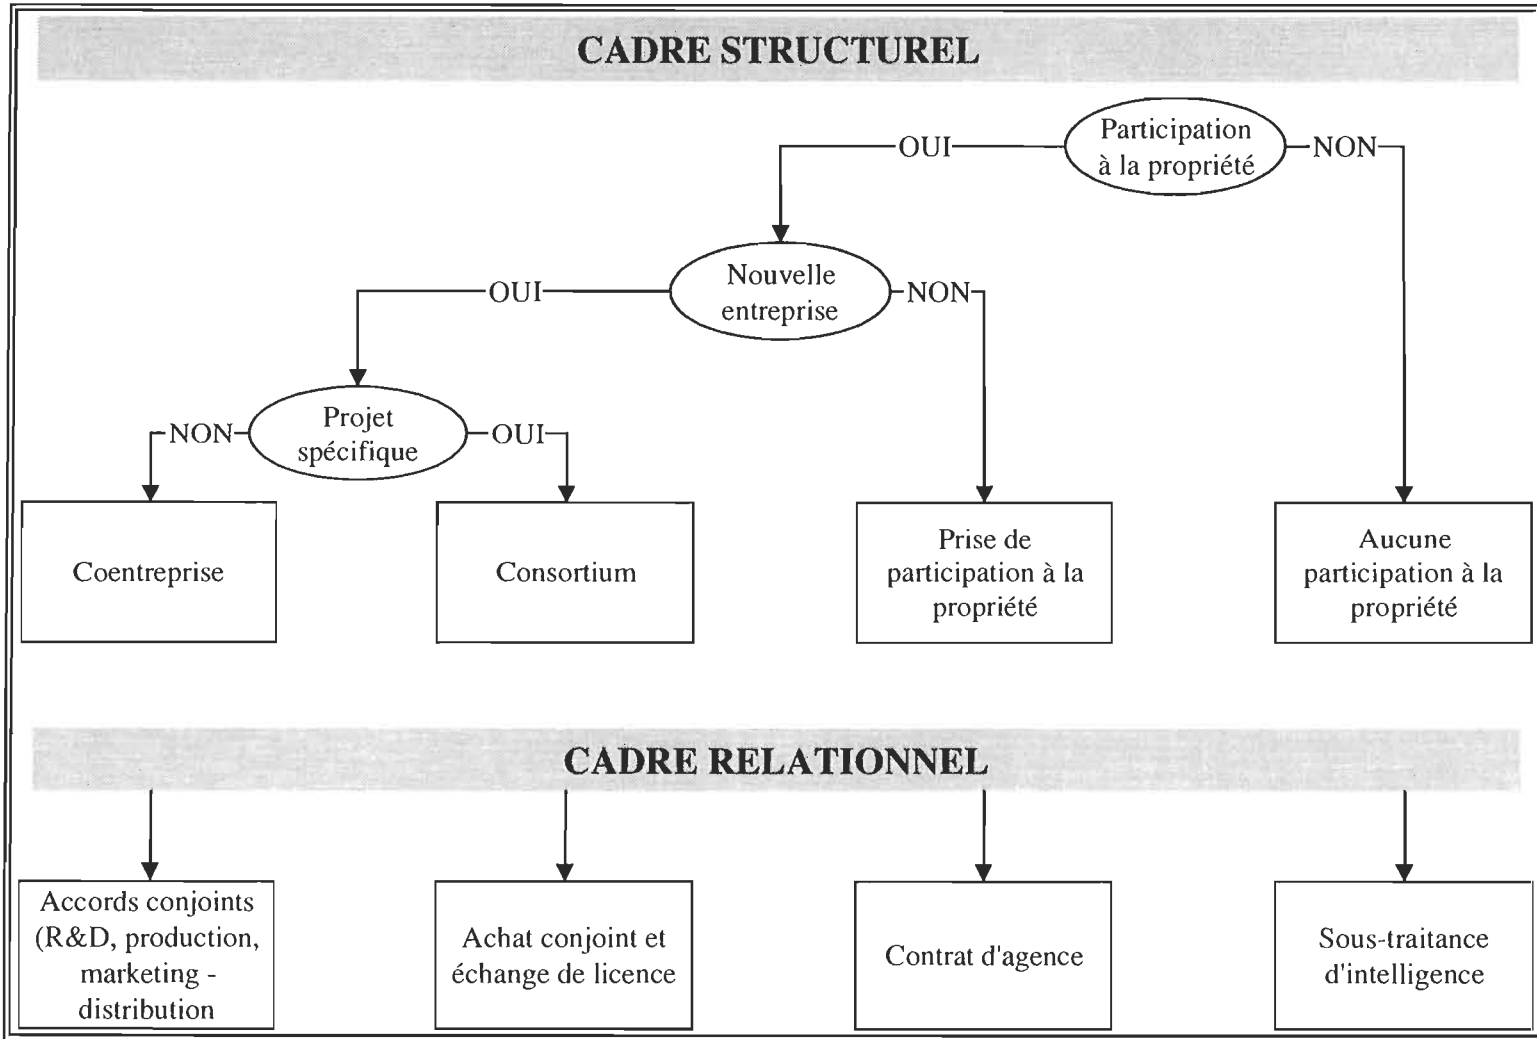 CADRE STRUCTUREL
Participation
à la propriété
OUI
NON
Nouvelle
entreprise
OUI
NON
Projet
spécifique
NON
OUI
Coentreprise
Consortium
Prise de
participation à la
propriété
Aucune
participation à la
propriété
CADRE RELATIONNEL
Accords conjoints
(R&D, production,
marketing -
distribution
Achat conjoint et
échange de licence
Contrat d'agence
Sous-traitance
d'intelligence